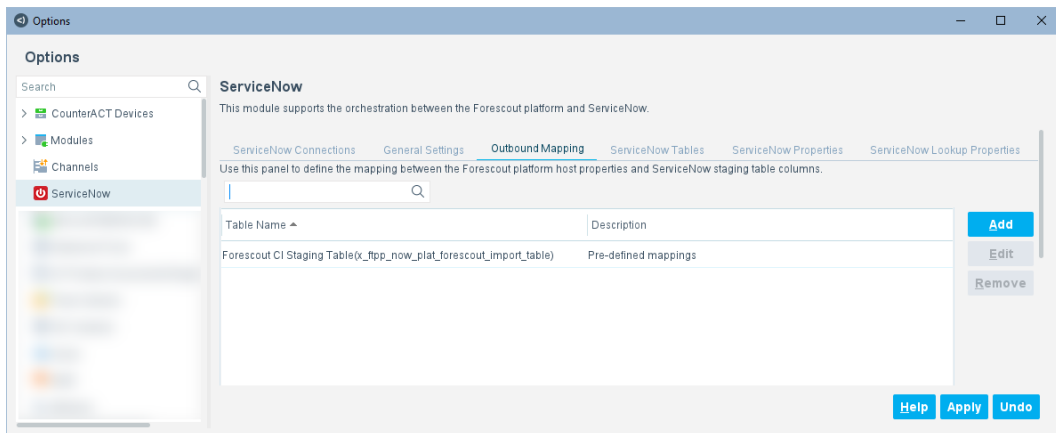 Options
Options
Search
CounterACT Devices
Modules
Channels
ServiceNow
ServiceNow
This module supports the orchestration between the Forescout platform and ServiceNow.
ServiceNow Connections General Settings Outbound Mapping ServiceNow Tables ServiceNow Properties ServiceNow Lookup Properties
Use this panel to define the mapping between the Forescout platform host properties and ServiceNow staging table columns.
Table Name Description
Forescout CI Staging Table(x_ftpp_now_plat_forescout_import_table) Pre-defined mappings
Add
Edit
Remove
Help Apply Undo